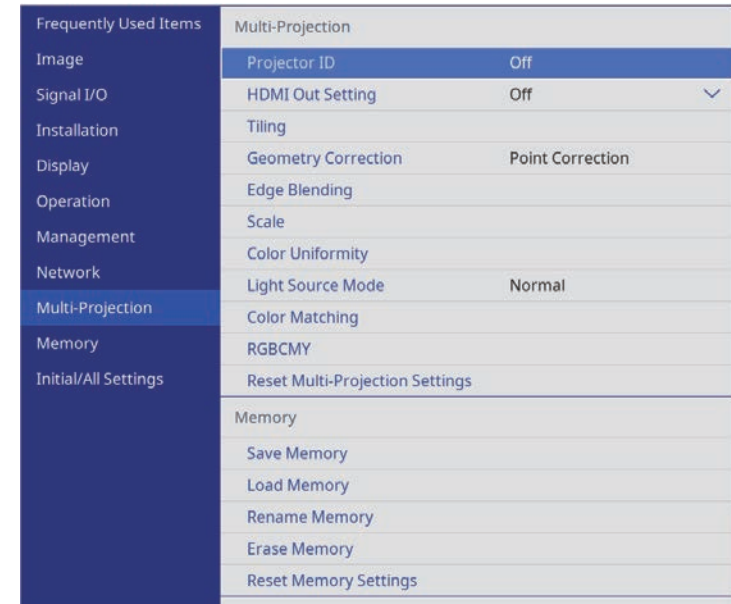 Frequently Used Items
Image
Signal I/O
Installation
Display
Operation
Management
Network
Multi-Projection
Memory
Initial/All Settings
Multi-Projection
Projector ID Off
HDMI Out Setting Off
Tiling
Geometry Correction Point Correction
Edge Blending
Scale
Color Uniformity
Light Source Mode Normal
Color Matching
RGBCMY
Reset Multi-Projection Settings
Memory
Save Memory
Load Memory
Rename Memory
Erase Memory
Reset Memory Settings